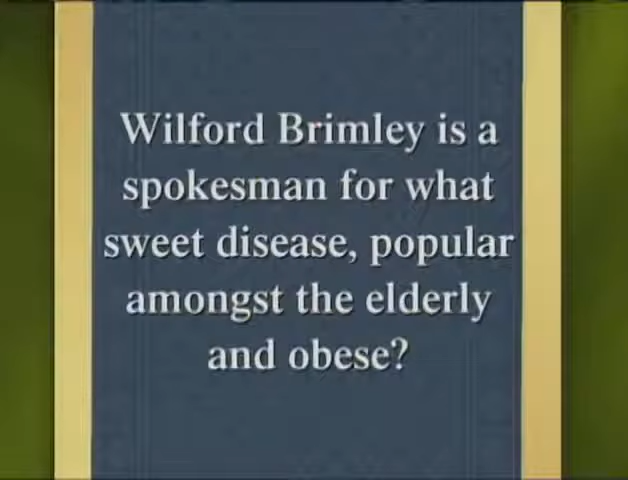 Wilford Brimley is a
spokesman for what
sweet disease, popular
amongst the elderly
and obese?